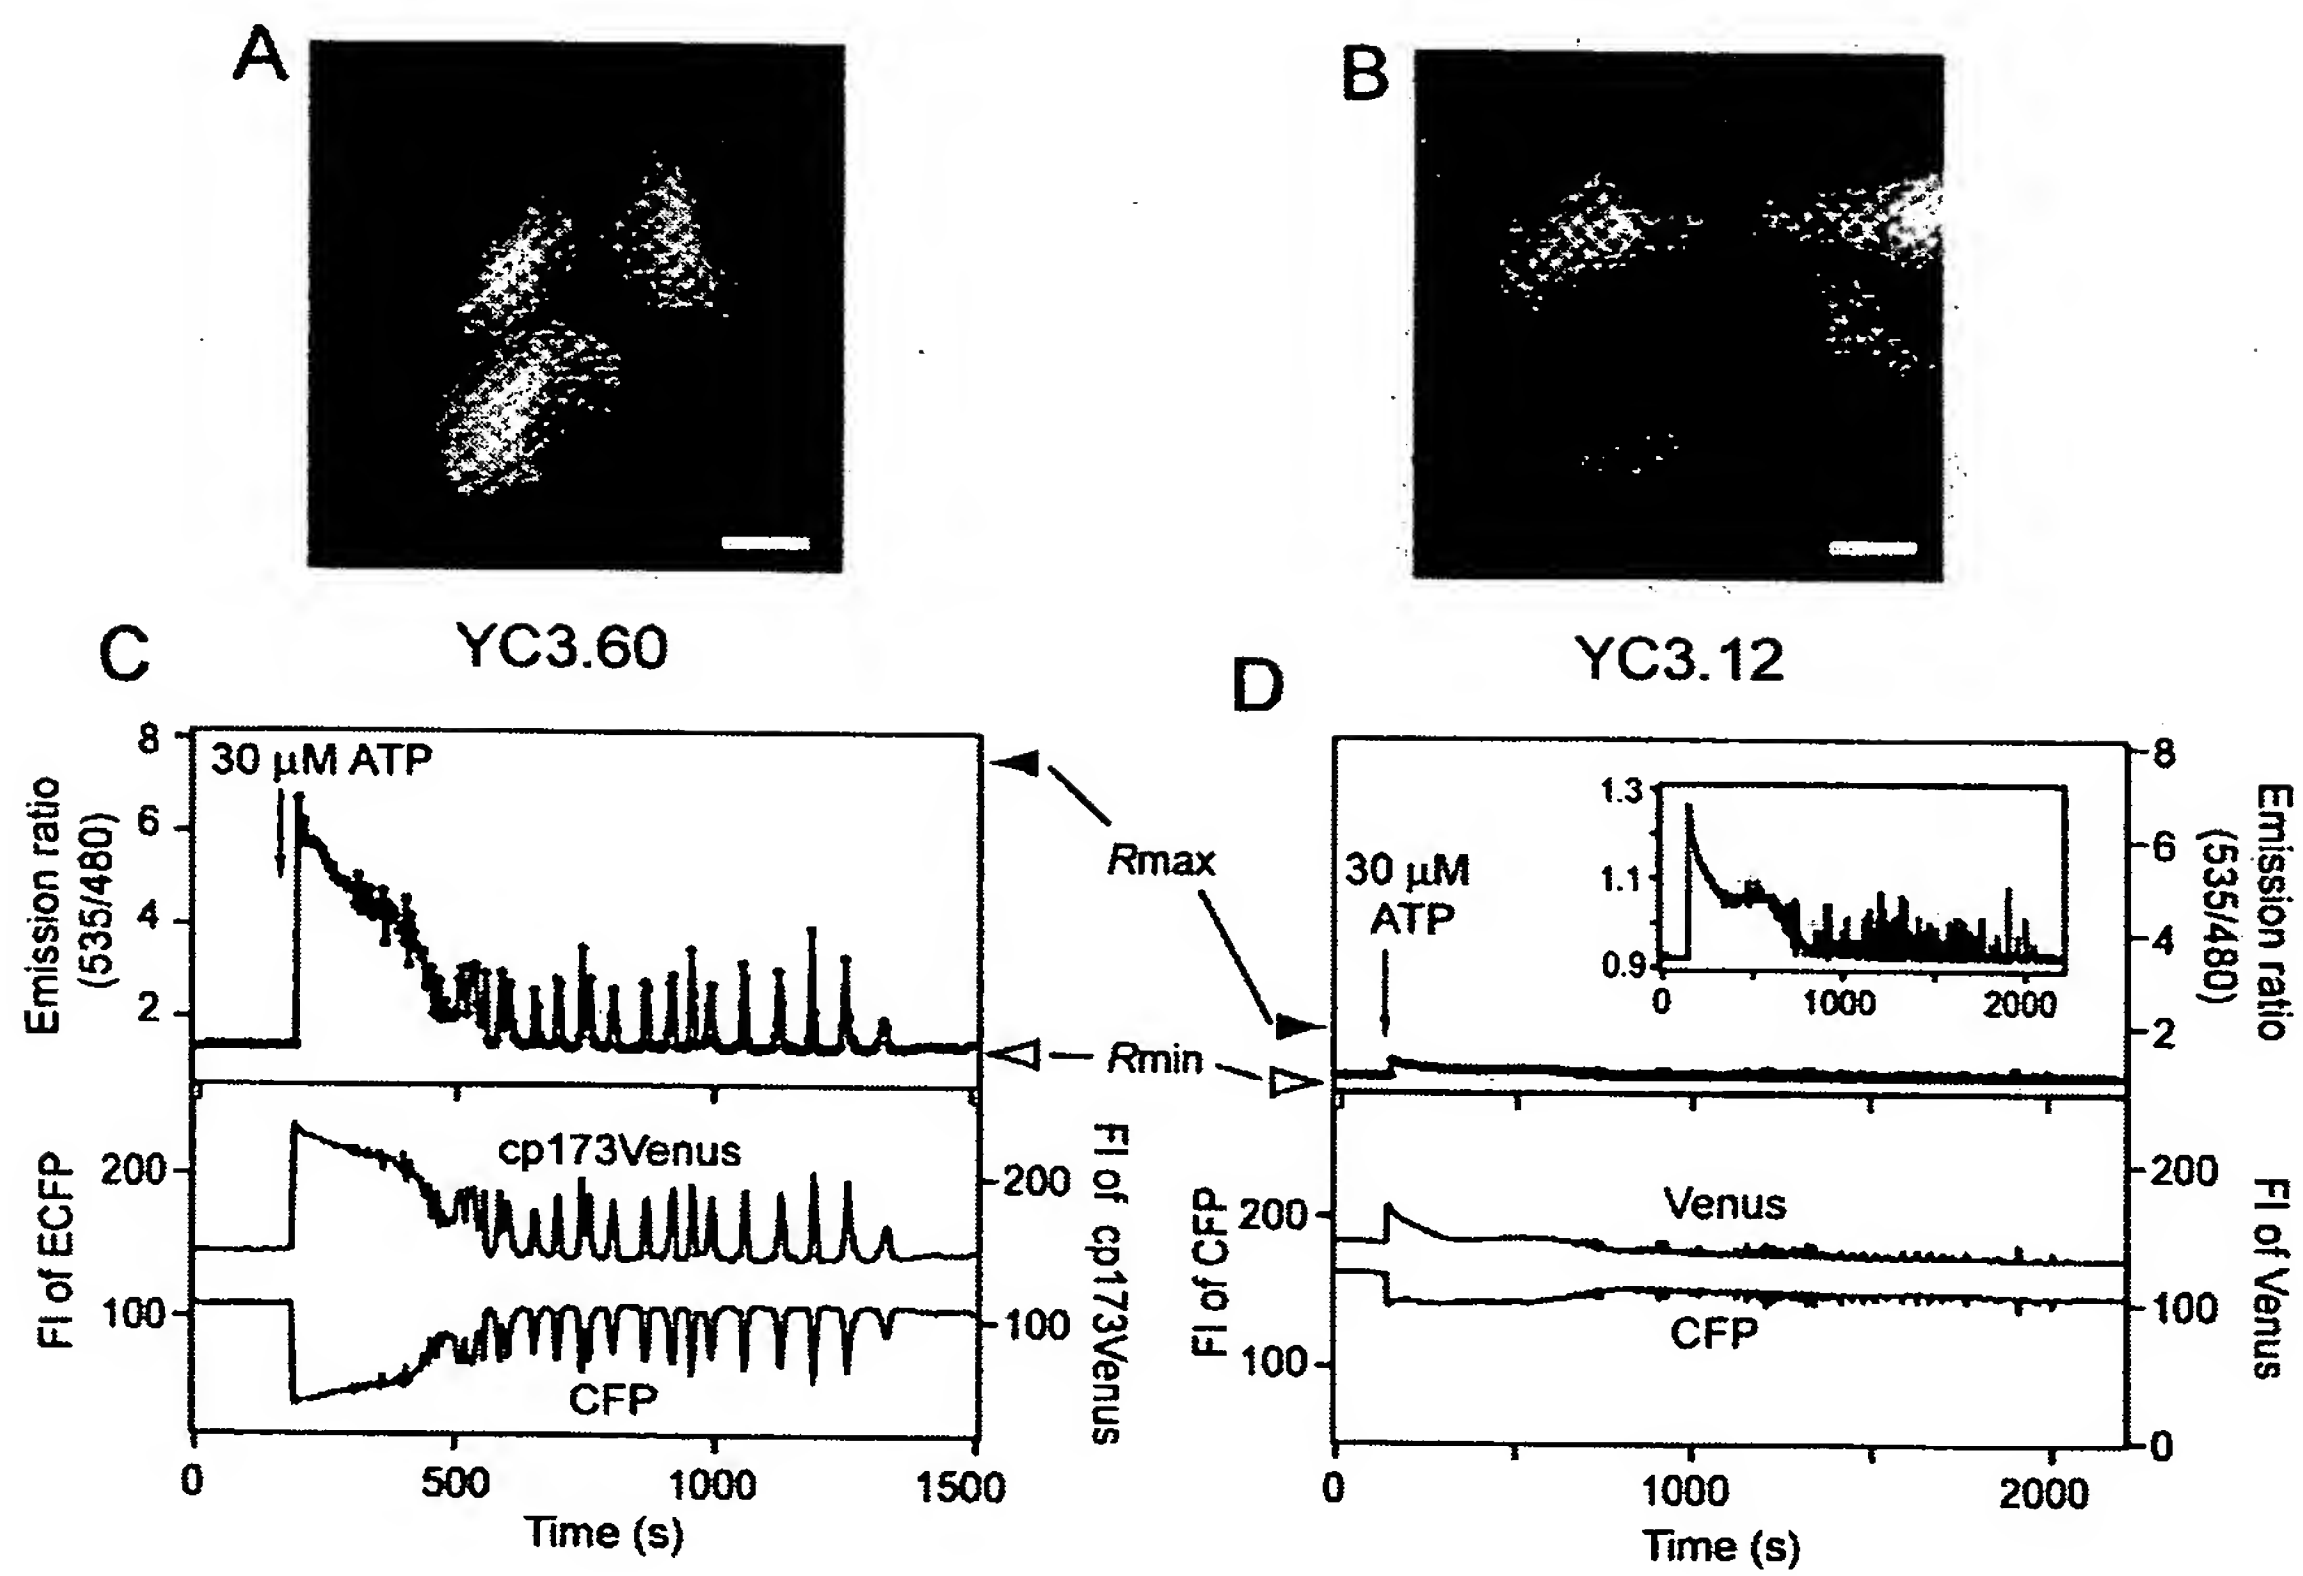 A
B
YC3.60
YC3.12
C
8
6
4
2
Emission ratio
(535/480)
30 μM ATP
Rmax
Rmin
200
100
FI of ECFP
cp173Venus
CFP
200
100
FI of cp173Venus
0
500
1000
1500
Time (s)
D
30 μM
ATP
1.3
1.1
0.9
0
1000
2000
8
6
4
2
Emission ratio
(535/480)
200
100
FI of CFP
Venus
CFP
200
100
0
FI of Venus
0
1000
2000
Time (s)